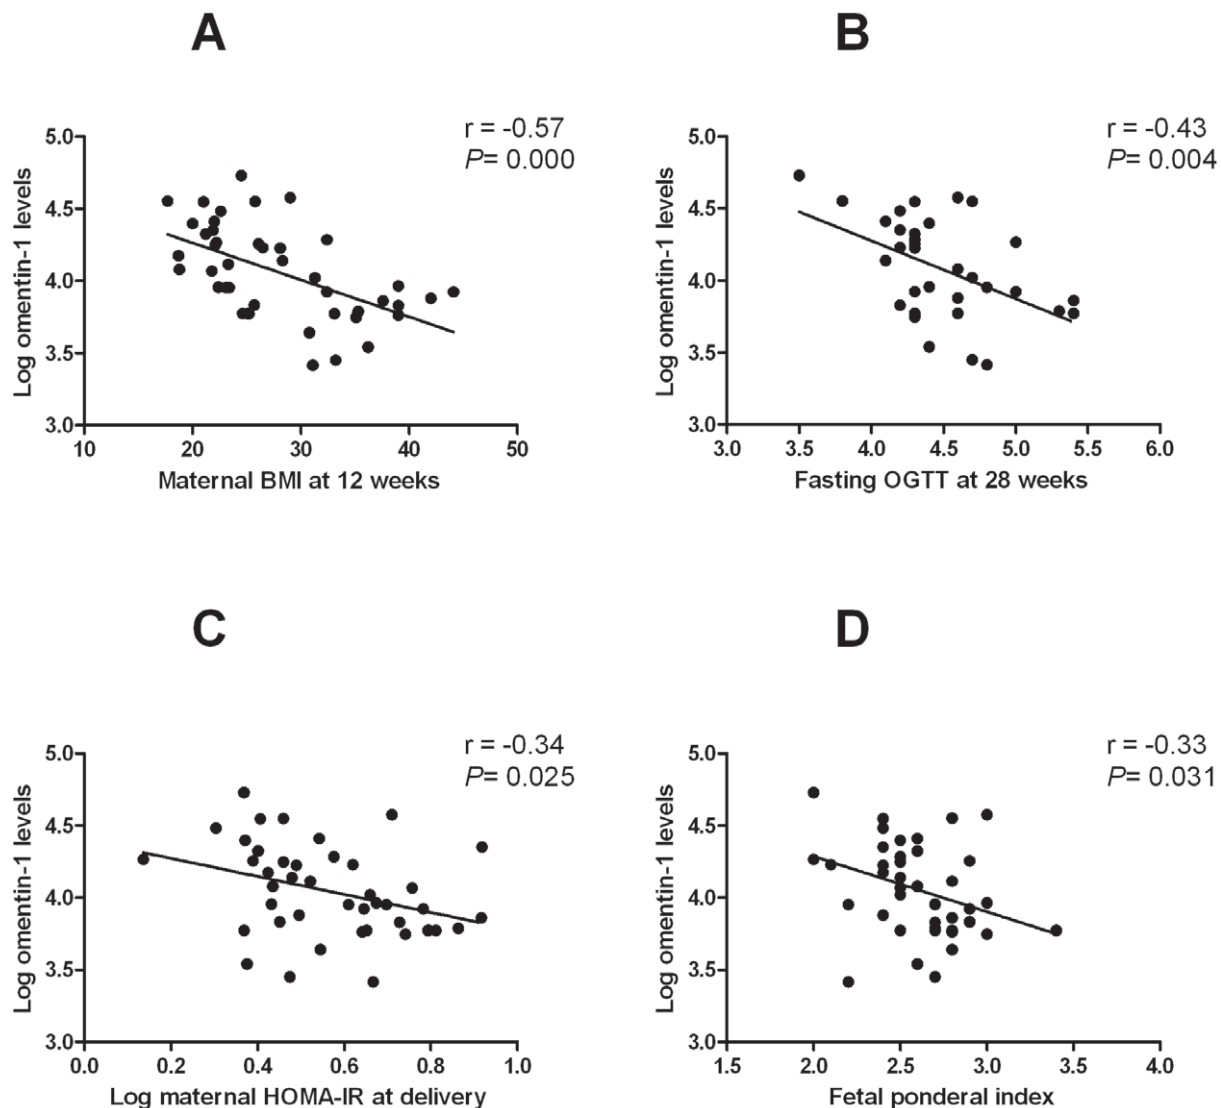 A
r = -0.57
P= 0.000
Log omentin-1 levels
5.0
4.5
4.0
3.5
3.0
10 20 30 40 50
Maternal BMI at 12 weeks
B
r = -0.43
P= 0.004
Log omentin-1 levels
5.0
4.5
4.0
3.5
3.0
3.0 3.5 4.0 4.5 5.0 5.5 6.0
Fasting OGTT at 28 weeks
C
r = -0.34
P= 0.025
Log omentin-1 levels
5.0
4.5
4.0
3.5
3.0
0.0 0.2 0.4 0.6 0.8 1.0
Log maternal HOMA-IR at delivery
D
r = -0.33
P= 0.031
Log omentin-1 levels
5.0
4.5
4.0
3.5
3.0
1.5 2.0 2.5 3.0 3.5 4.0
Fetal ponderal index